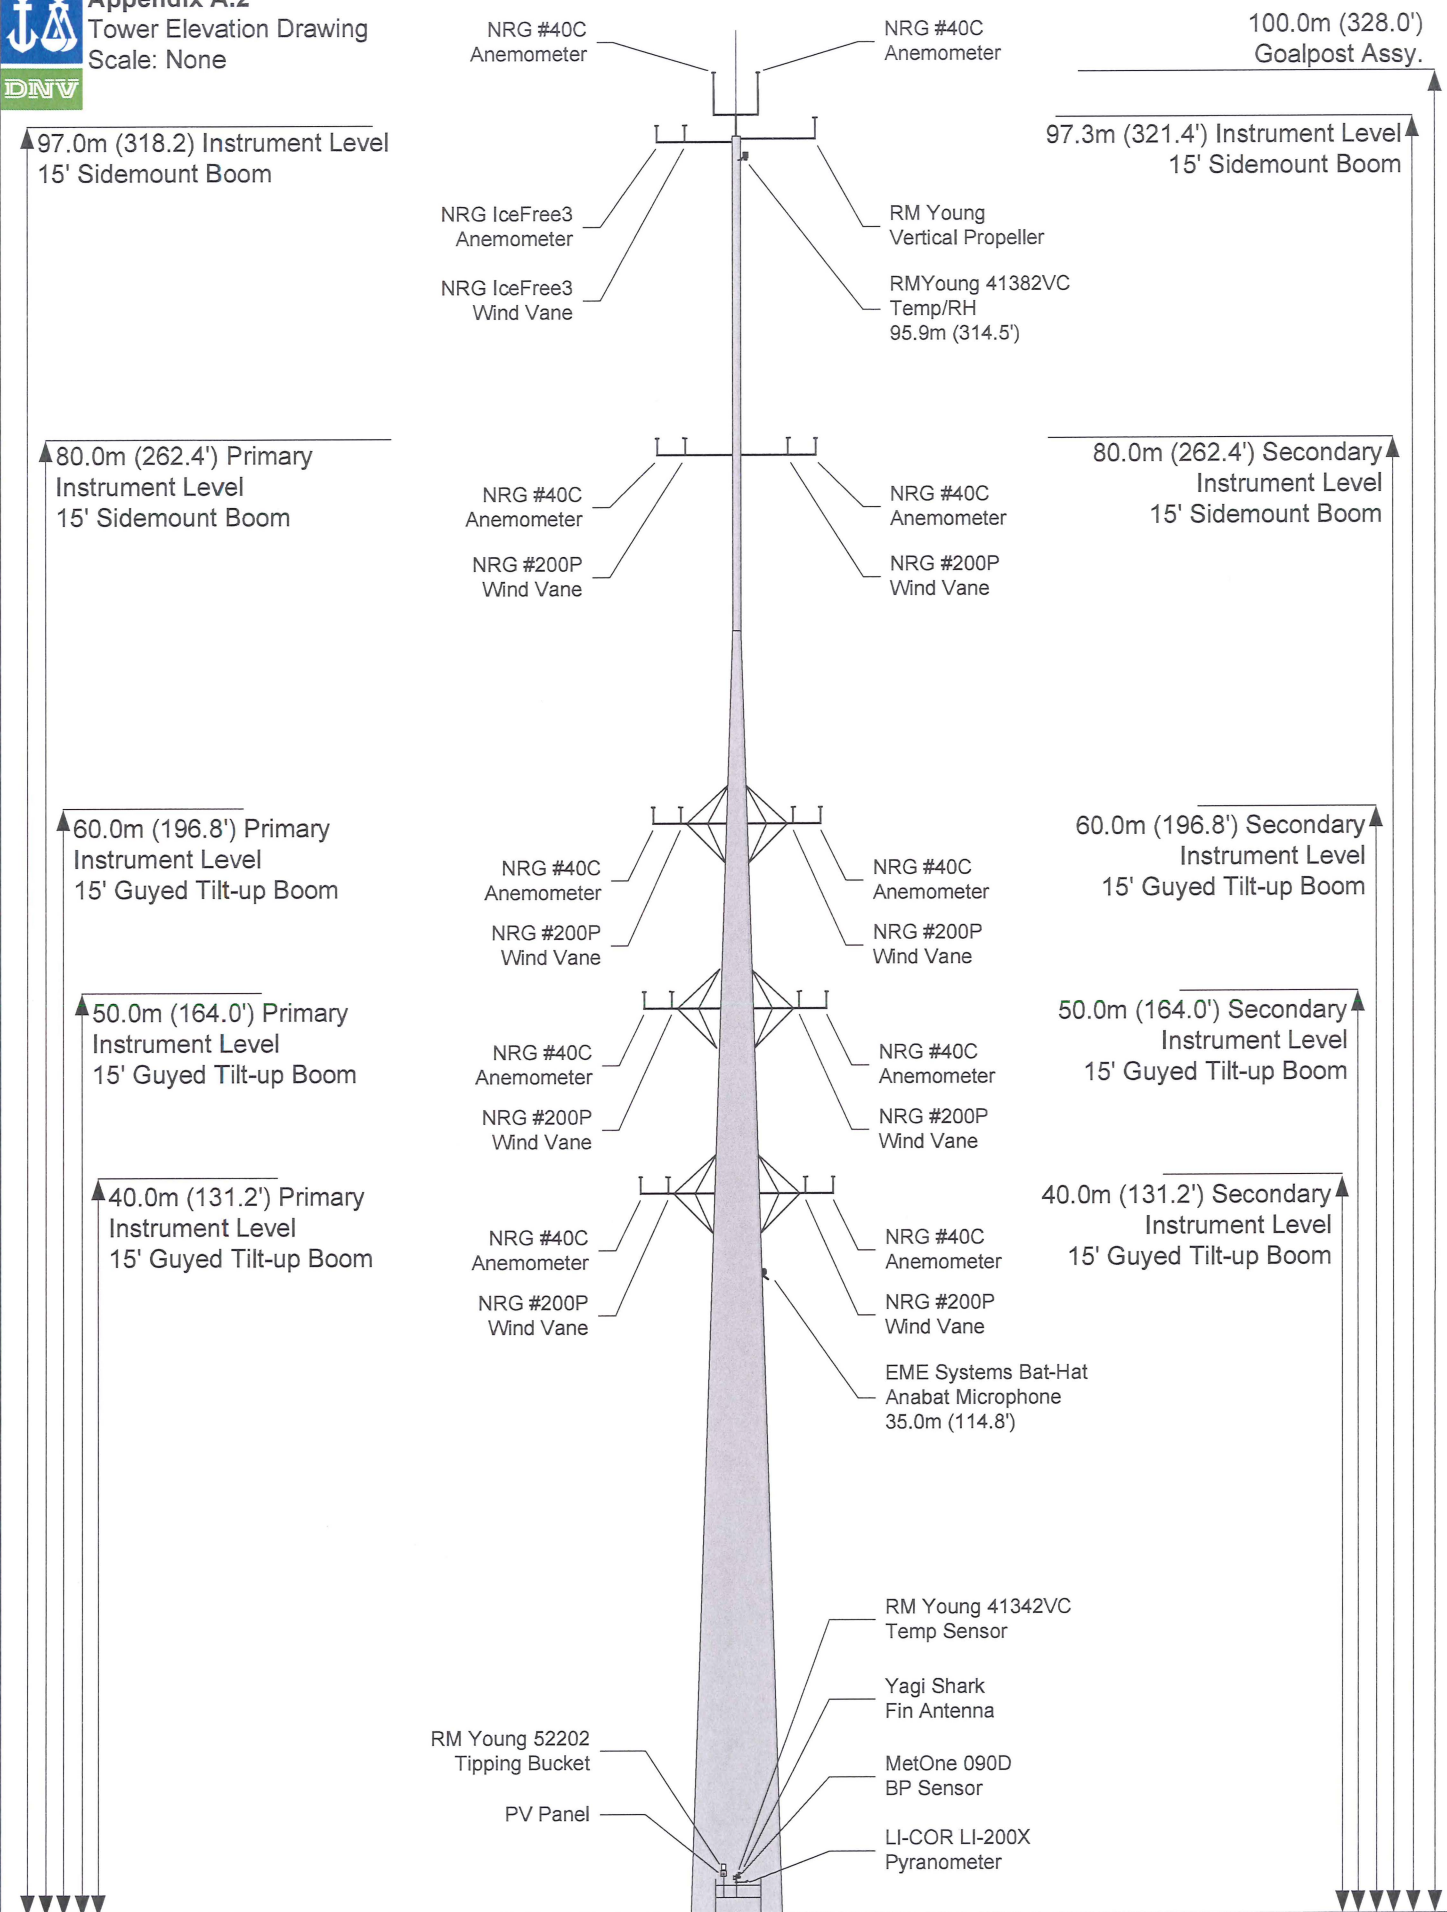 Appendix A.2
Tower Elevation Drawing
Scale: None
DNV
NRG #40C
Anemometer
NRG #40C
Anemometer
100.0m (328.0')
Goalpost Assy.
97.0m (318.2) Instrument Level
15' Sidemount Boom
97.3m (321.4') Instrument Level
15' Sidemount Boom
NRG IceFree3
Anemometer
RM Young
Vertical Propeller
NRG IceFree3
Wind Vane
RMYoung 41382VC
Temp/RH
95.9m (314.5')
80.0m (262.4') Primary
Instrument Level
15' Sidemount Boom
80.0m (262.4') Secondary
Instrument Level
15' Sidemount Boom
NRG #40C
Anemometer
NRG #40C
Anemometer
NRG #200P
Wind Vane
NRG #200P
Wind Vane
60.0m (196.8') Primary
Instrument Level
15' Guyed Tilt-up Boom
60.0m (196.8') Secondary
Instrument Level
15' Guyed Tilt-up Boom
NRG #40C
Anemometer
NRG #40C
Anemometer
NRG #200P
Wind Vane
NRG #200P
Wind Vane
50.0m (164.0') Primary
Instrument Level
15' Guyed Tilt-up Boom
50.0m (164.0') Secondary
Instrument Level
15' Guyed Tilt-up Boom
NRG #40C
Anemometer
NRG #40C
Anemometer
NRG #200P
Wind Vane
NRG #200P
Wind Vane
40.0m (131.2') Primary
Instrument Level
15' Guyed Tilt-up Boom
40.0m (131.2') Secondary
Instrument Level
15' Guyed Tilt-up Boom
NRG #40C
Anemometer
NRG #40C
Anemometer
NRG #200P
Wind Vane
NRG #200P
Wind Vane
EME Systems Bat-Hat
Anabat Microphone
35.0m (114.8')
RM Young 41342VC
Temp Sensor
Yagi Shark
Fin Antenna
RM Young 52202
Tipping Bucket
MetOne 090D
BP Sensor
PV Panel
LI-COR LI-200X
Pyranometer